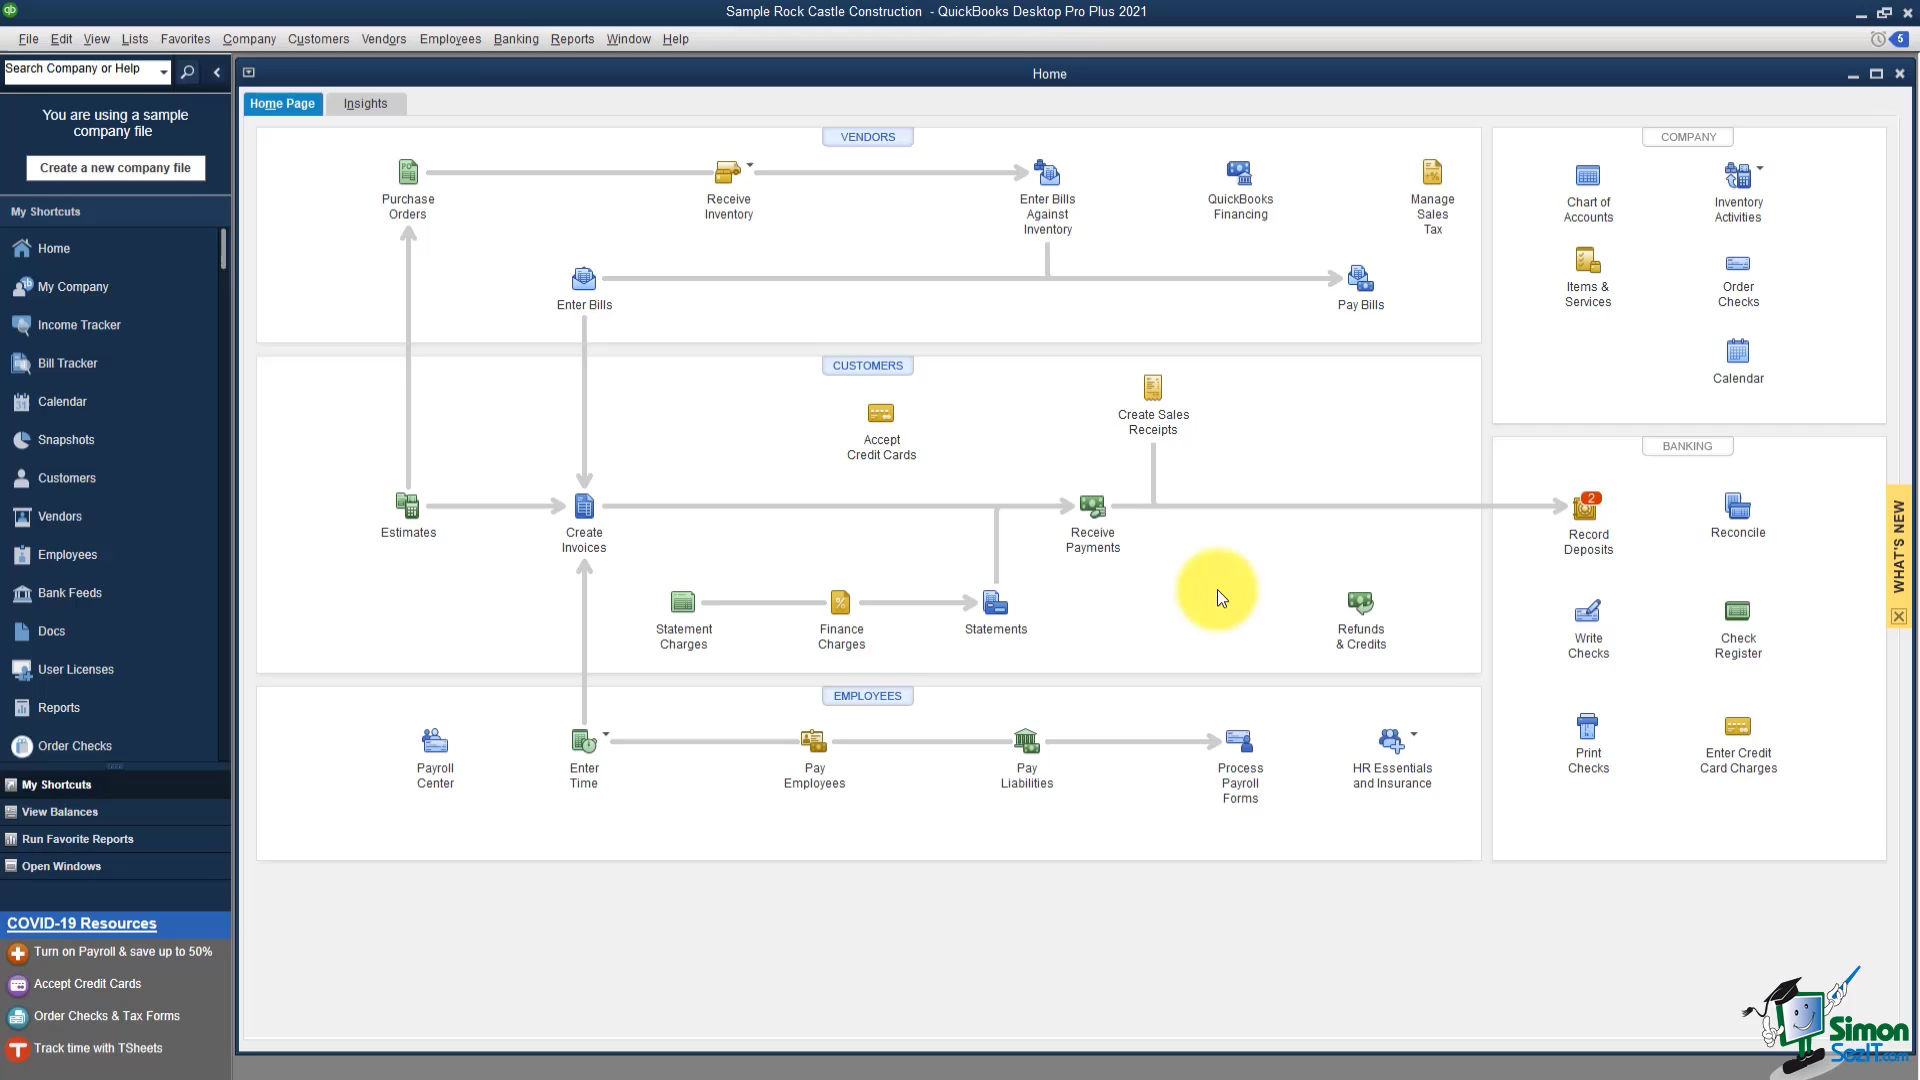 Sample Rock Castle Construction - QuickBooks Desktop Pro Plus 2021
File Edit View Lists Favorites Company Customers Vendors Employees Banking Reports Window Help
5
Search Company or Help
You are using a sample
company file
Create a new company file
My Shortcuts
Home
My Company
Income Tracker
Bill Tracker
Calendar
Snapshots
Customers
Vendors
Employees
Bank Feeds
Docs
User Licenses
Reports
Order Checks
My Shortcuts
View Balances
Run Favorite Reports
Open Windows
COVID-19 Resources
Turn on Payroll & save up to 50%
Accept Credit Cards
Order Checks & Tax Forms
Track time with TSheets
Home
Home Page
Insights
VENDORS
Purchase
Orders
Receive
Inventory
Enter Bills
Against
Inventory
QuickBooks
Financing
Manage
Sales
Tax
Enter Bills
Pay Bills
CUSTOMERS
Accept
Credit Cards
Create Sales
Receipts
Estimates
Create
Invoices
Receive
Payments
Statement
Charges
Finance
Charges
Statements
Refunds
& Credits
EMPLOYEES
Payroll
Center
Enter
Time
Pay
Employees
Pay
Liabilities
Process
Payroll
Forms
HR Essentials
and Insurance
COMPANY
Chart of
Accounts
Inventory
Activities
Items &
Services
Order
Checks
Calendar
BANKING
2
Record
Deposits
Reconcile
Write
Checks
Check
Register
Print
Checks
Enter Credit
Card Charges
WHAT'S NEW
Simon
SezIT.com